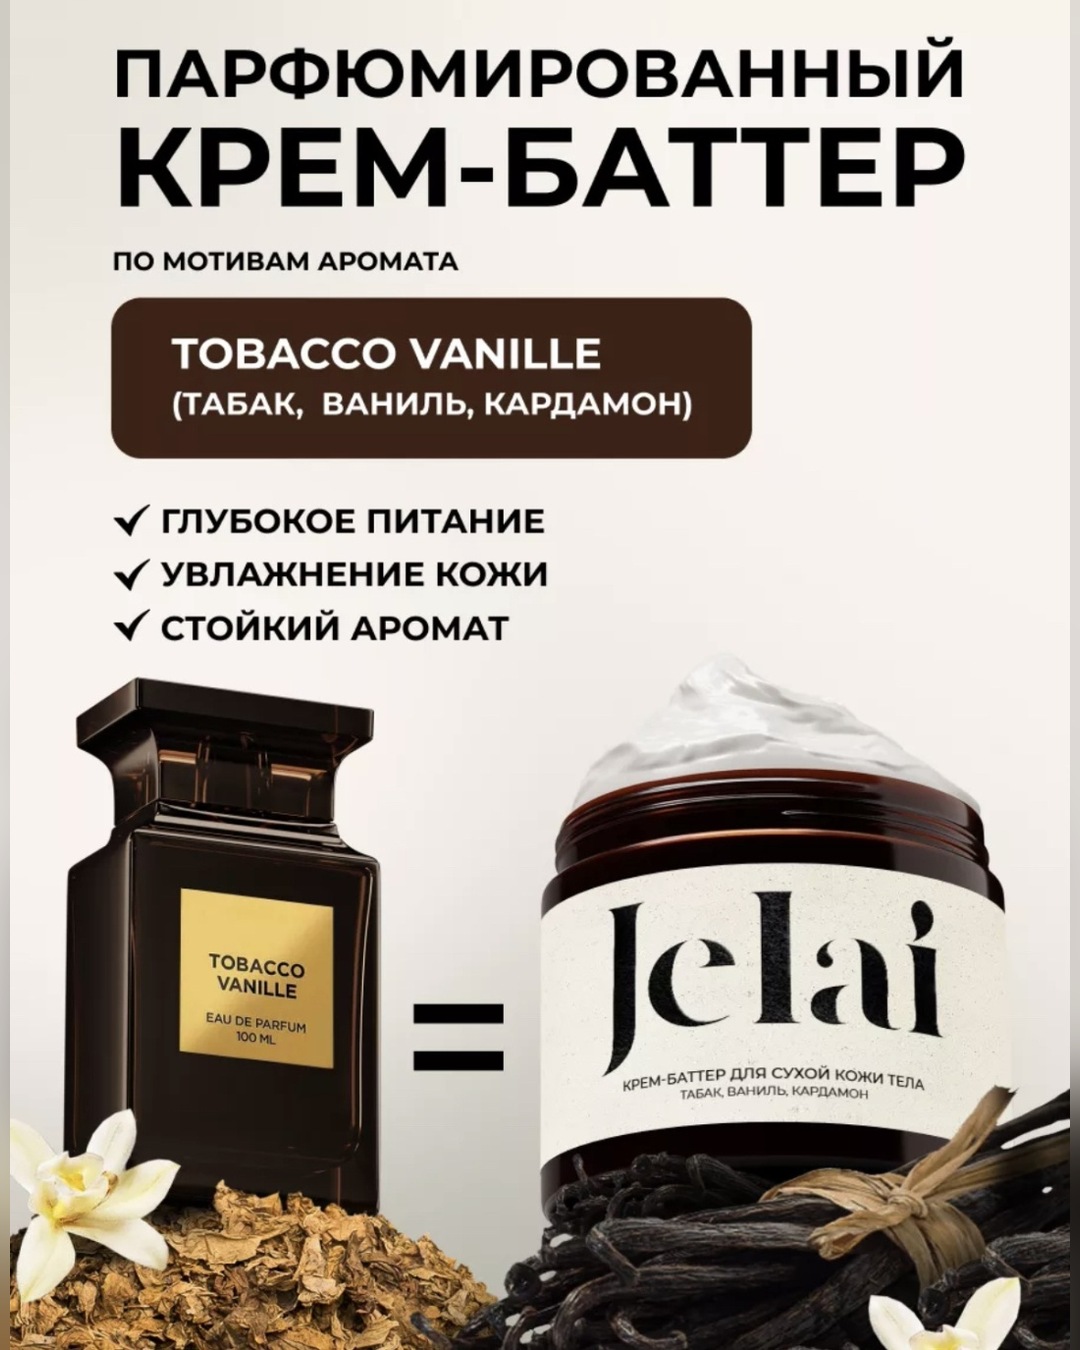 ПАРФЮМИРОВАННЫЙ
КРЕМ-БАТТЕР
ПО МОТИВАМ АРОМАТА
TOBACCO VANILLE
(ТАБАК, ВАНИЛЬ, КАРДАМОН)
ГЛУБОКОЕ ПИТАНИЕ
УВЛАЖНЕНИЕ КОЖИ
СТОЙКИЙ АРОМАТ
TOBACCO
VANILLE
EAU DE PARFUM
100 ML
=
Jelai
КРЕМ-БАТТЕР ДЛЯ СУХОЙ КОЖИ ТЕЛА
ТАБАК, ВАНИЛЬ, КАРДАМОН